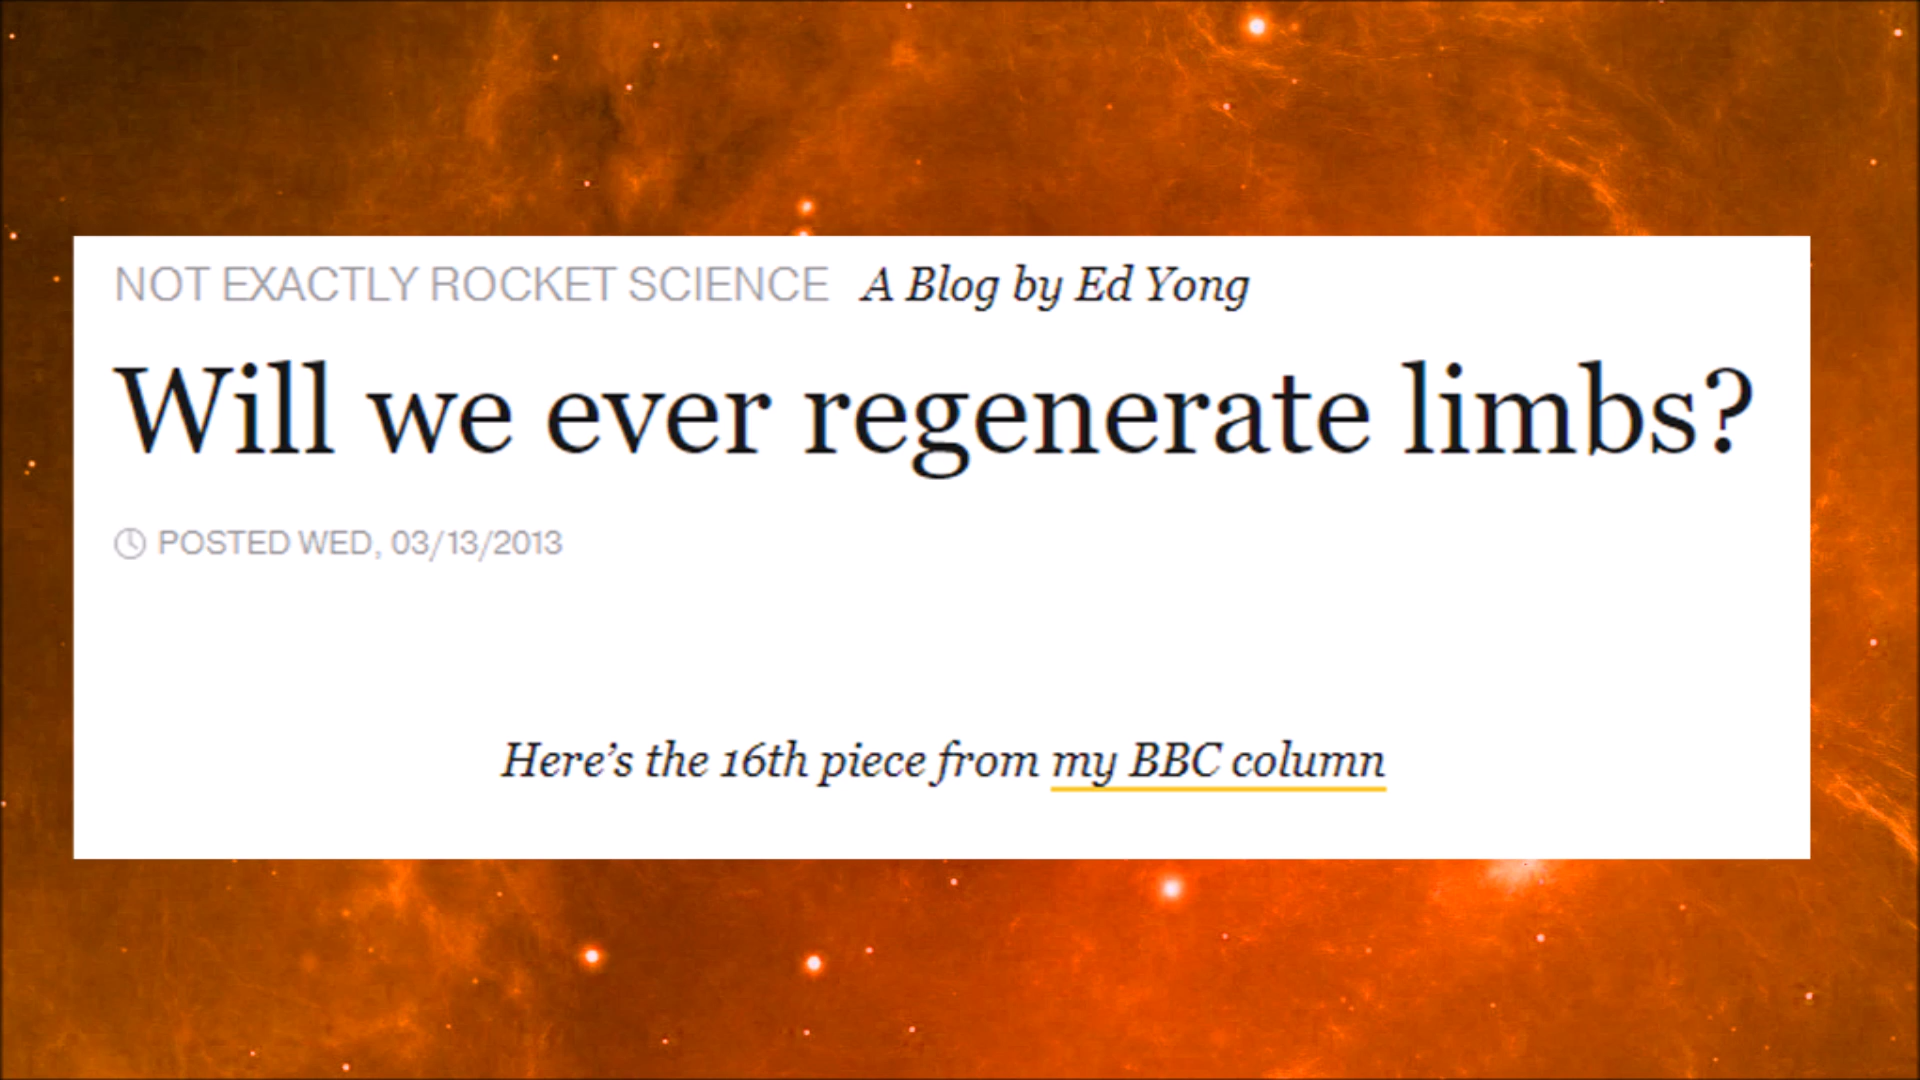 NOT EXACTLY ROCKET SCIENCE A Blog by Ed Yong
Will we ever regenerate limbs?
POSTED WED, 03/13/2013
Here’s the 16th piece from my BBC column